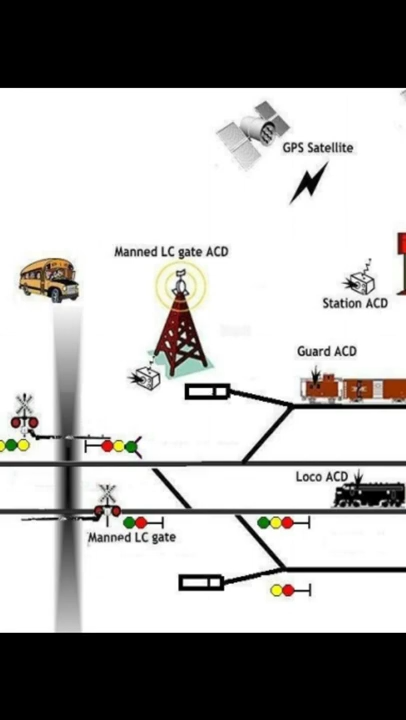 GPS Satellite
Manned LC gate ACD
Station ACD
Guard ACD
Loco ACD
Manned LC gate